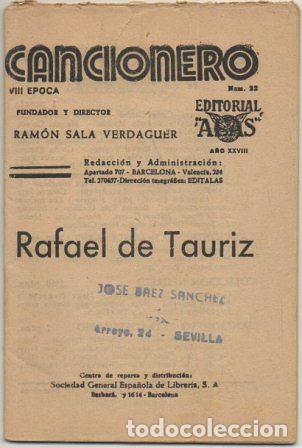 CANCIONERO
VIII EPOCA
Núm. 22
FUNDADOR Y DIRECTOR
RAMÓN SALA VERDAGUER
EDITORIAL
"ALAS"
AÑO XXVIII
Redacción y Administración:
Apartado 707 - BARCELONA - Valencia, 234
Tel. 270657-Dirección telegráfica: EDITALAS
Rafael de Tauriz
JOSE BAEZ SANCHEZ
Arroyo, 24 - SEVILLA
Centro de reparto y distribución:
Sociedad General Española de Librería, S. A
Barbará, 14-16 - Barcelona
todocoleccion.net